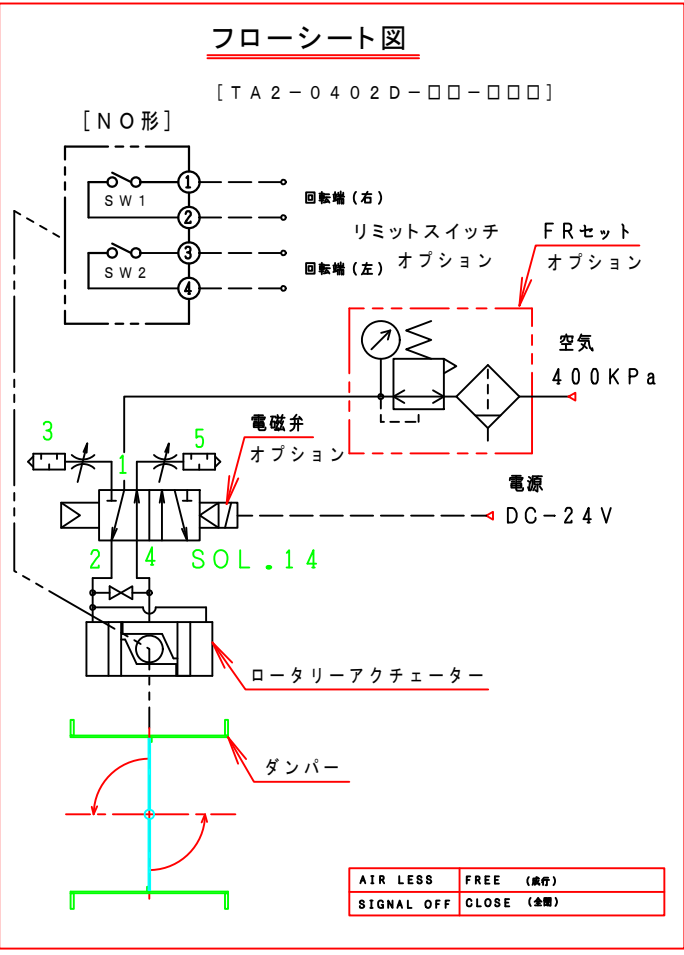 フローシート図
[TA2-0402D-□□-□□□]
[NO形]
SW1
①
②
回転端(右)
SW2
③
④
回転端(左)
リミットスイッチ
オプション
FRセット
オプション
空気
400KPa
電磁弁
オプション
3
1
5
電源
DC-24V
2
4
SOL.14
ロータリーアクチェーター
ダンパー
AIR LESS FREE (成行)
SIGNAL OFF CLOSE (全閉)